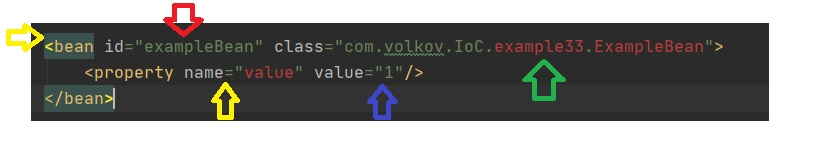 <bean id="exampleBean" class="com.volkov.IoC.example33.ExampleBean">
<property name="value" value="1"/>
</bean>